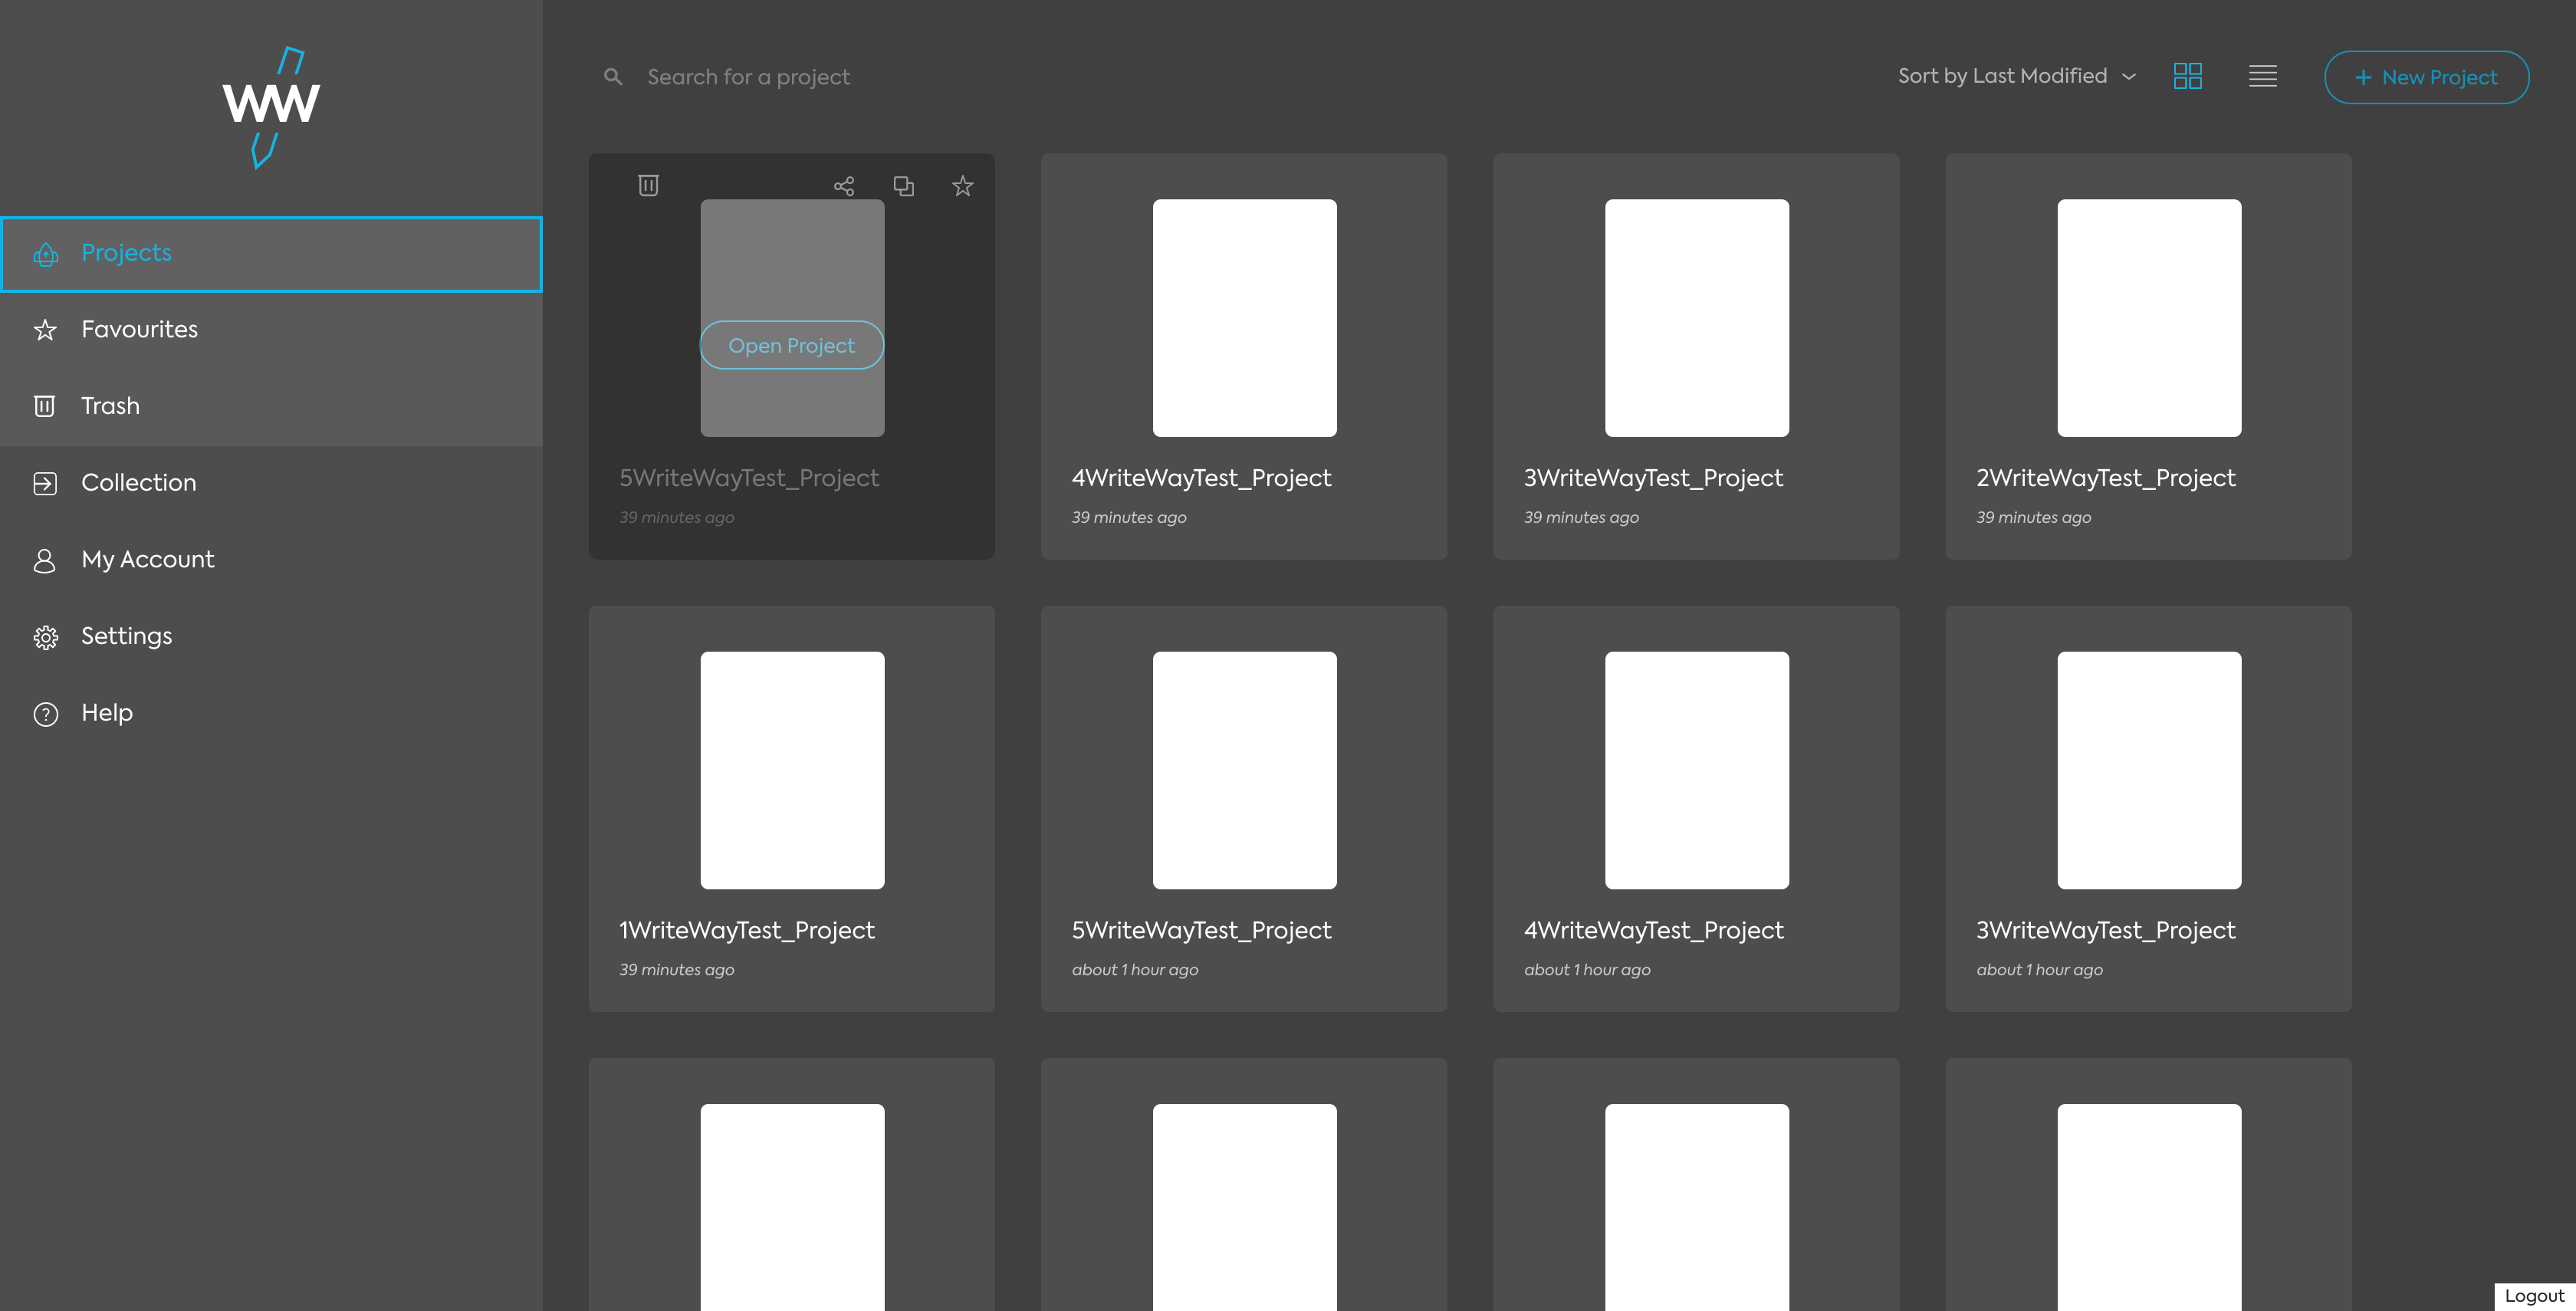 WW
Search for a project
Sort by Last Modified
+ New Project
Projects
Favourites
Trash
Collection
My Account
Settings
? Help
Open Project
5WriteWayTest_Project
39 minutes ago
4WriteWayTest_Project
39 minutes ago
3WriteWayTest_Project
39 minutes ago
2WriteWayTest_Project
39 minutes ago
1WriteWayTest_Project
39 minutes ago
5WriteWayTest_Project
about 1 hour ago
4WriteWayTest_Project
about 1 hour ago
3WriteWayTest_Project
about 1 hour ago
Logout